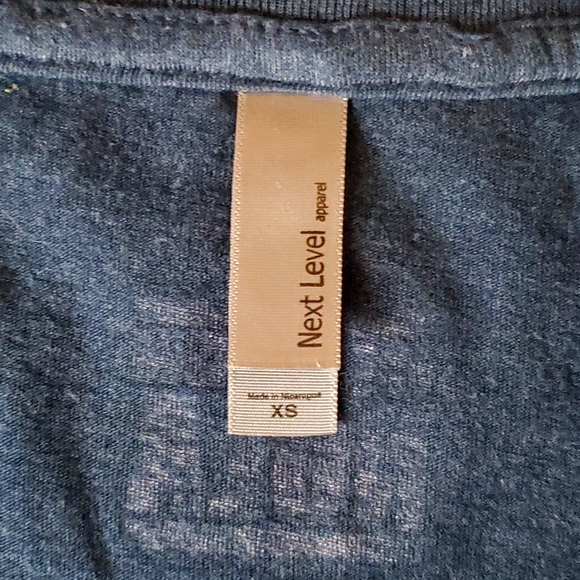 Next Level apparel
Made in Nicaragua
XS